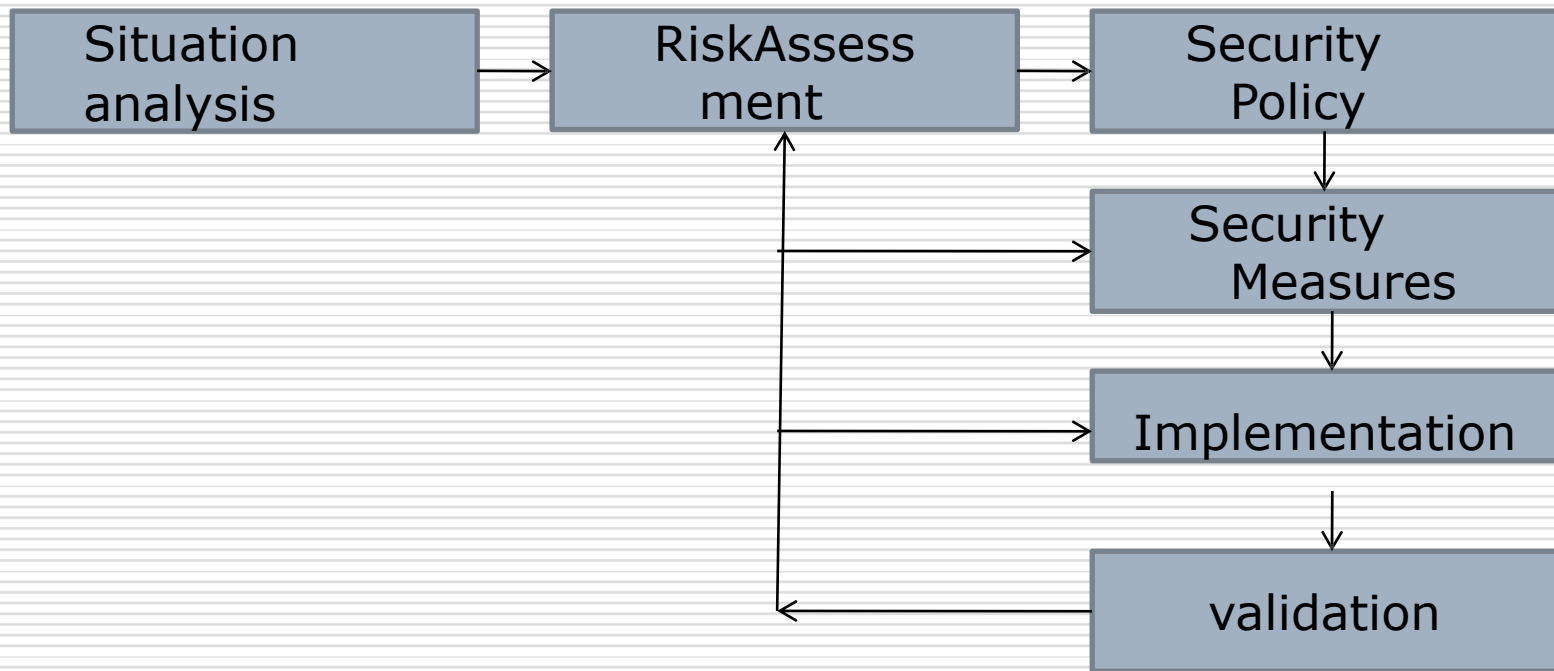 Situation
analysis
RiskAssess
ment
Security
Policy
Security
Measures
Implementation
validation